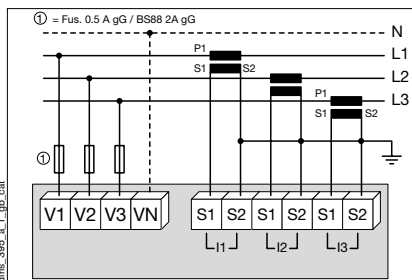 ① = Fus. 0.5 A gG / BS88 2A gG
N
P1
L1
S1 S2
L2
P1
L3
S1 S2
①
V1 V2 V3 VN S1 S2 S1 S2 S1 S2
I1 I2 I3